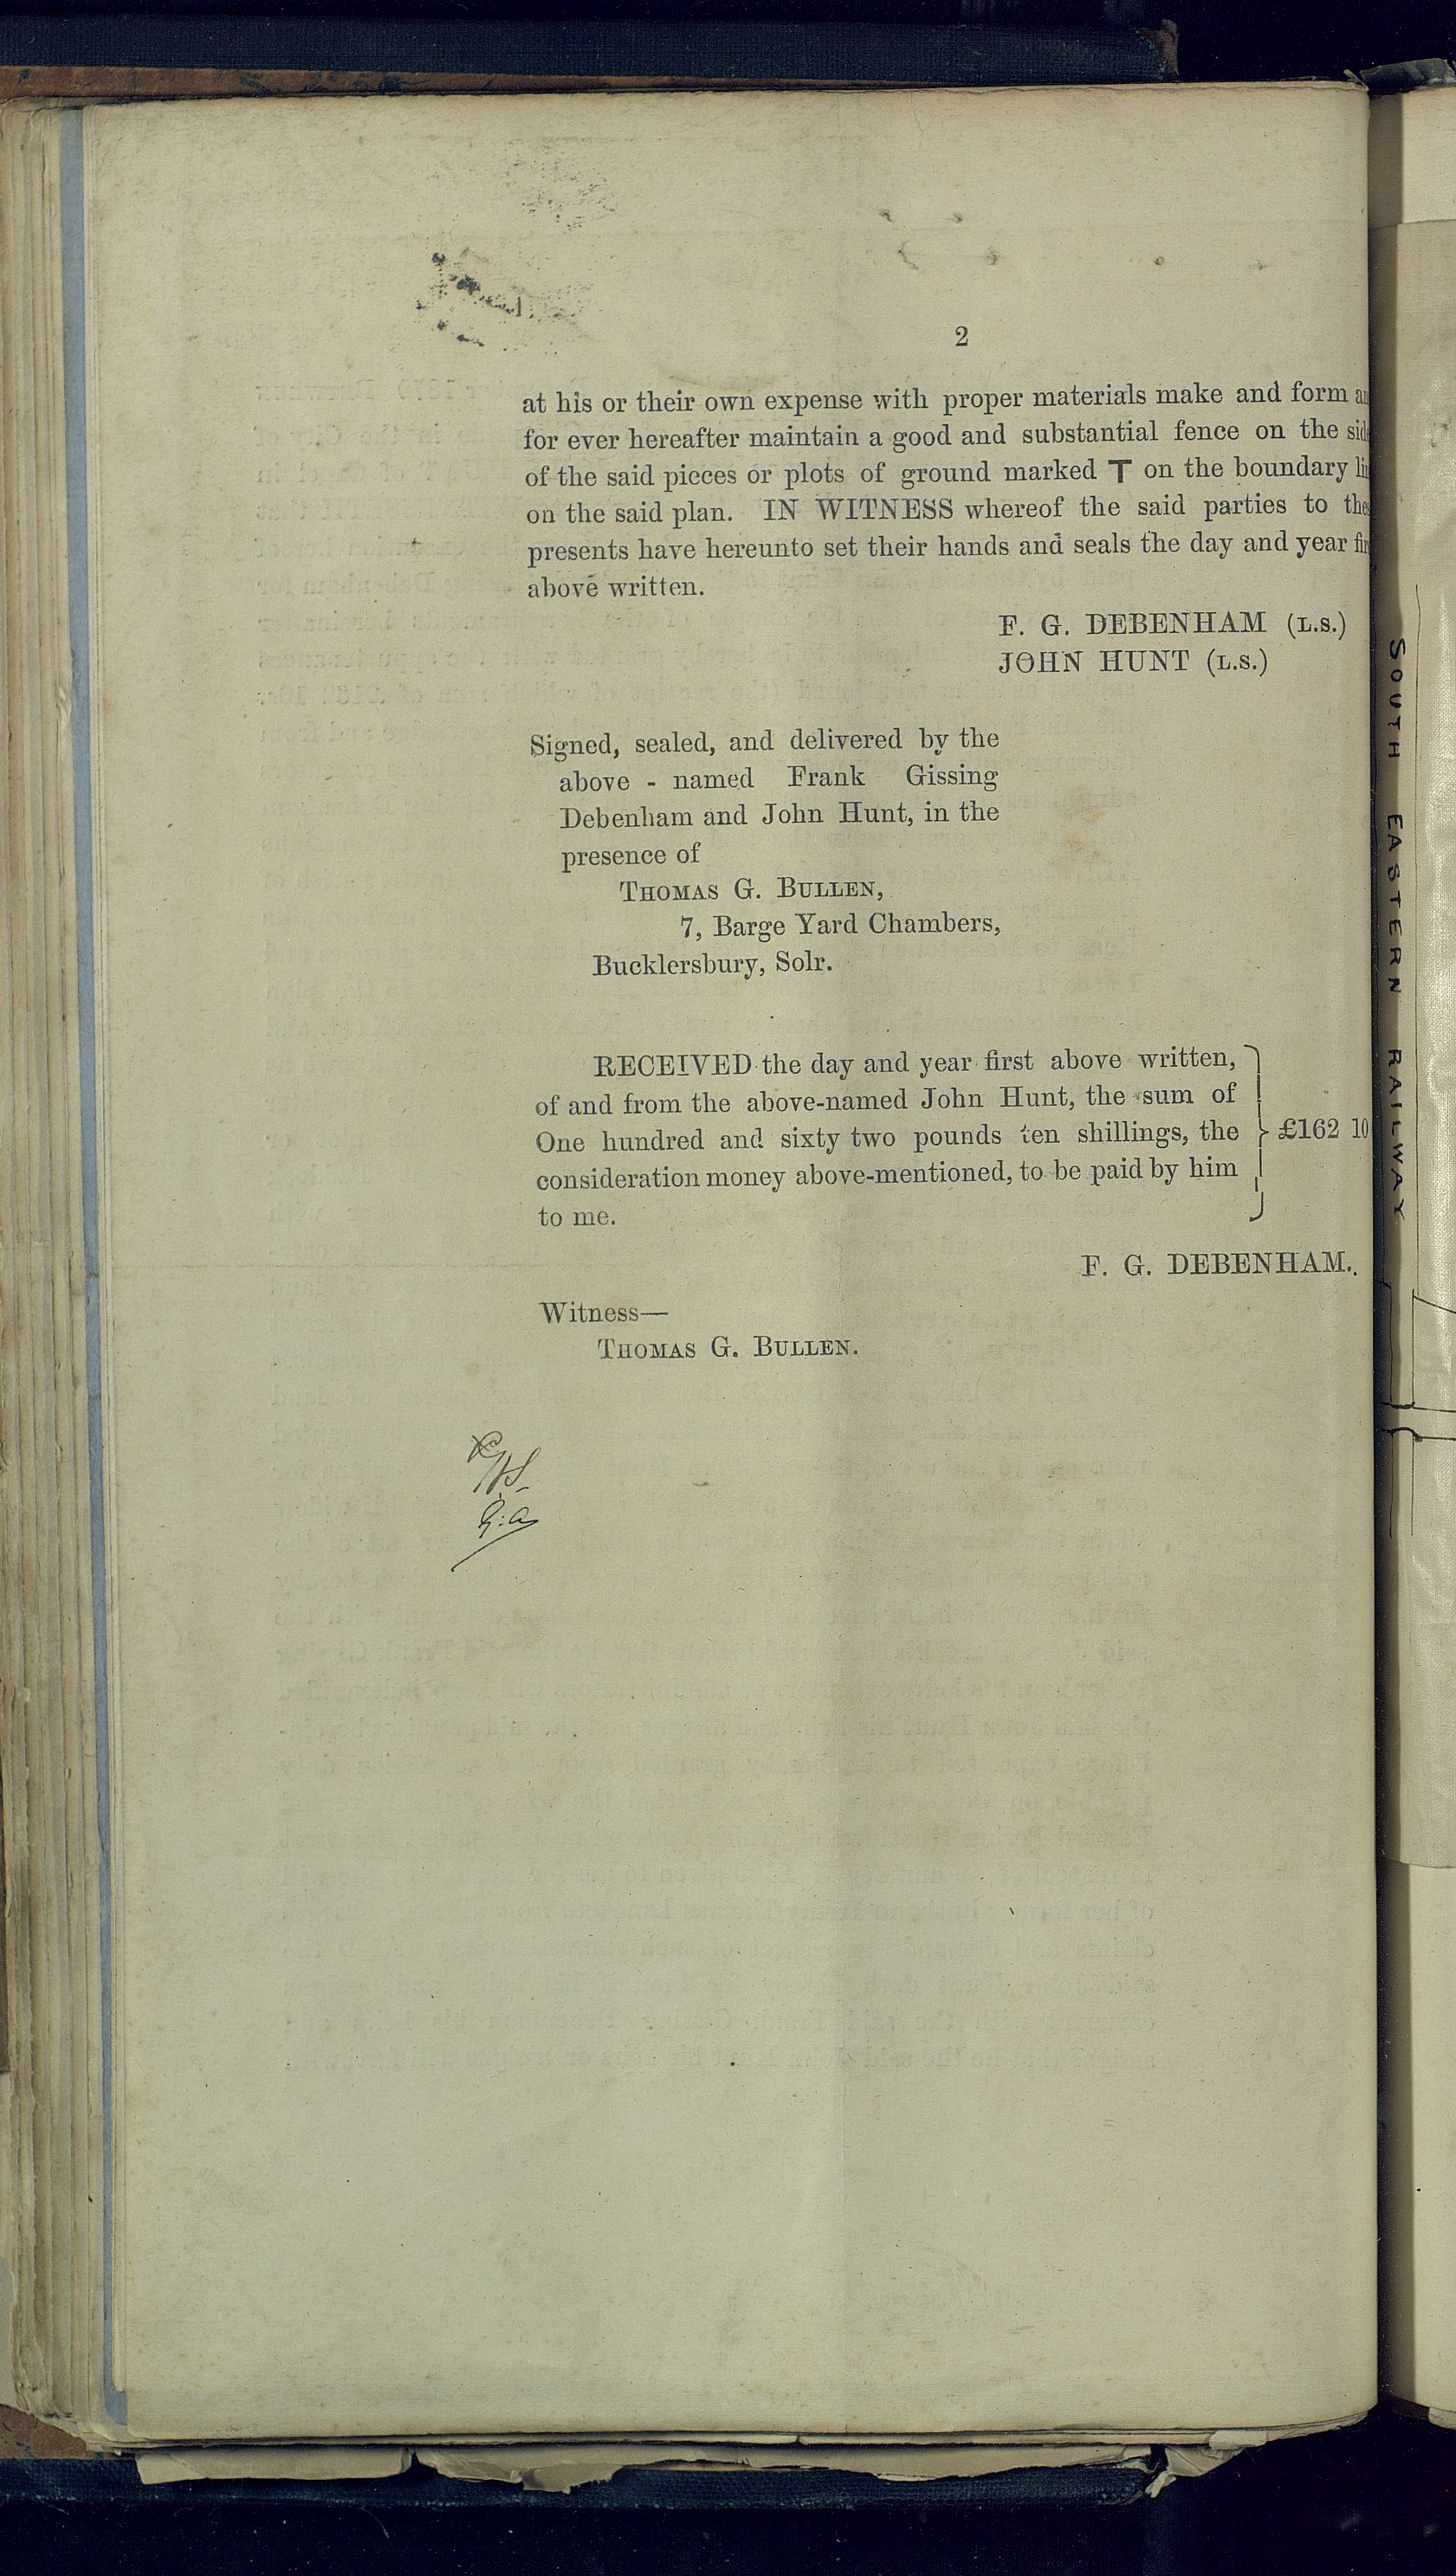 2
at his or their own expense with proper materials make and form
for ever hereafter maintain a good and substantial fence on the
of the said pieces or plots of ground marked T on the boundary
on the said plan. IN WITNESS whereof the said parties to
presents have hereunto set their hands and seals the day and year
above written.
F. G. DEBENHAM (L.S.)
JOHN HUNT (L.S.)
Signed, sealed, and delivered by the
above - named Frank Gissing
Debenham and John Hunt, in the
presence of
THOMAS G. BULLEN,
7, Barge Yard Chambers,
Bucklersbury, Solr.
RECEIVED the day and year first above written,
of and from the above-named John Hunt, the sum of
One hundred and sixty two pounds ten shillings, the
consideration money above-mentioned, to be paid by him
to me.
£162 10
F. G. DEBENHAM.
Witness—
THOMAS G. BULLEN.
SOUTH EASTERN RAILWAY